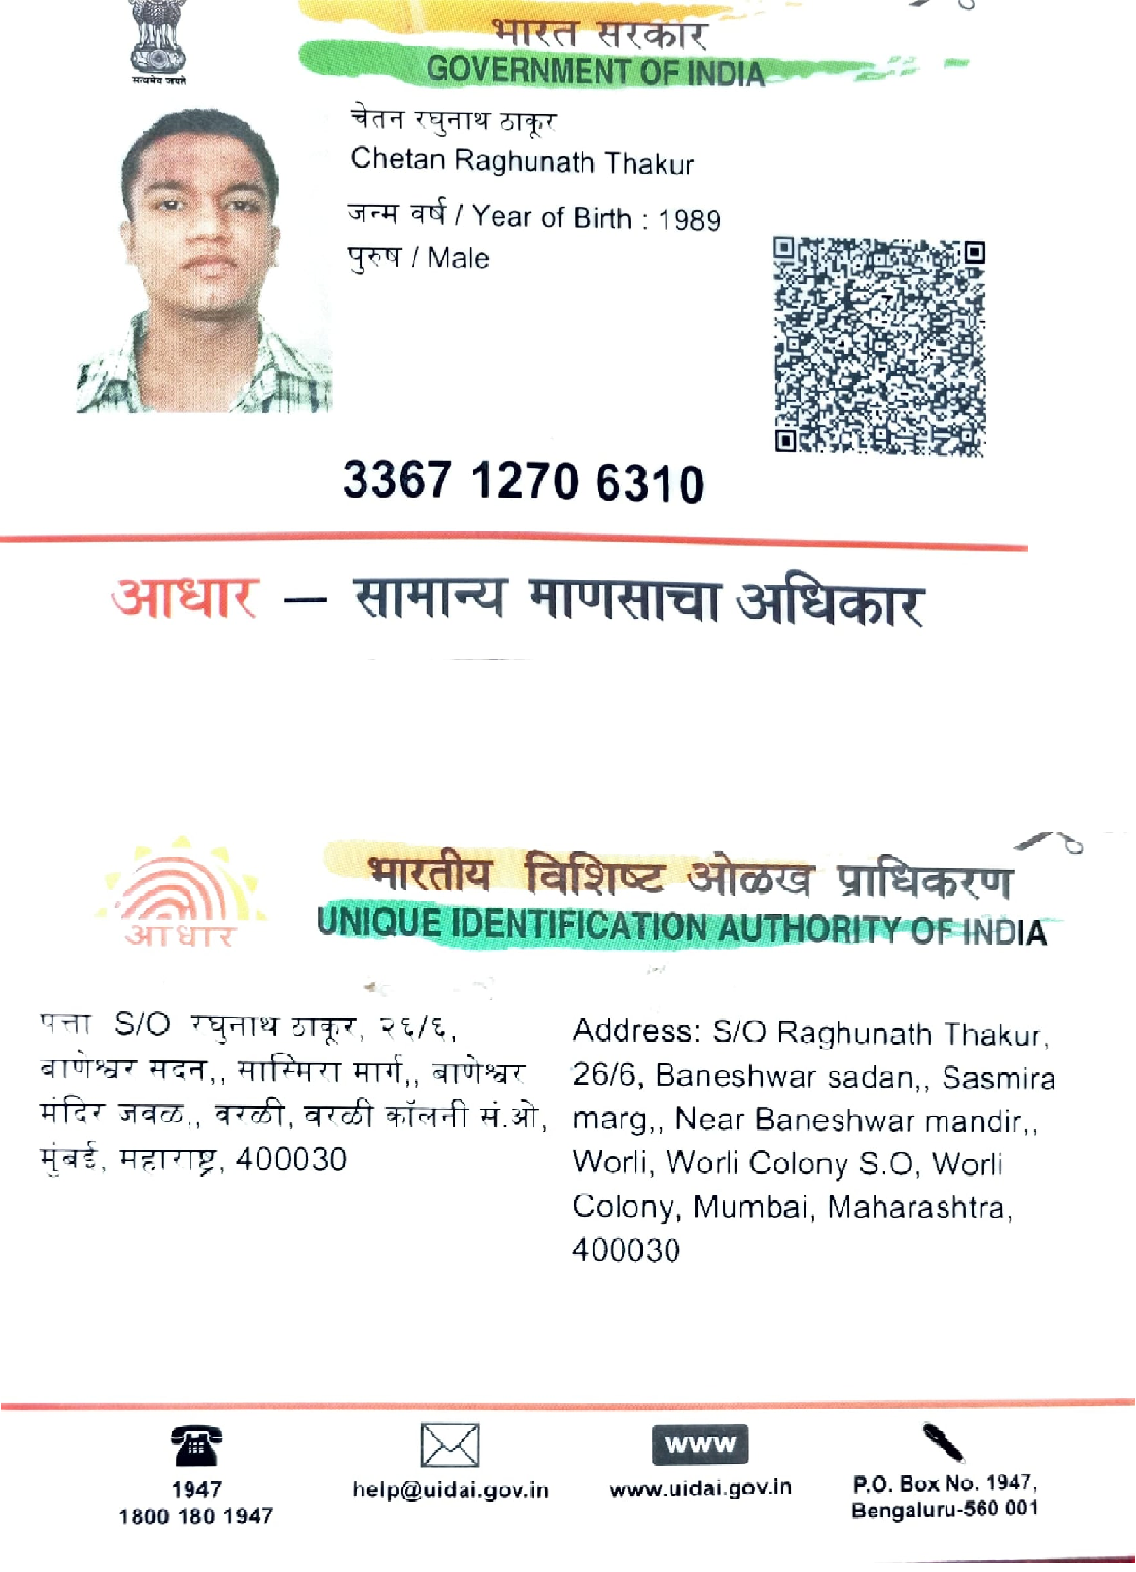 सत्यमेव जयते
भारत सरकार
GOVERNMENT OF INDIA
चेतन रघुनाथ ठाकूर
Chetan Raghunath Thakur
जन्म वर्ष / Year of Birth : 1989
पुरुष / Male
3367 1270 6310
आधार — सामान्य माणसाचा अधिकार
आधार
भारतीय विशिष्ट ओळख प्राधिकरण
UNIQUE IDENTIFICATION AUTHORITY OF INDIA
पत्ता S/O रघुनाथ ठाकूर, २६/६,
बाणेश्वर सदन,, सास्मिरा मार्ग,, बाणेश्वर
मंदिर जवळ,, वरळी, वरळी कॉलनी सं.ओ,
मुंबई, महाराष्ट्र, 400030
Address: S/O Raghunath Thakur,
26/6, Baneshwar sadan,, Sasmira
marg,, Near Baneshwar mandir,,
Worli, Worli Colony S.O, Worli
Colony, Mumbai, Maharashtra,
400030
1947
1800 180 1947
help@uidai.gov.in
www
www.uidai.gov.in
P.O. Box No. 1947,
Bengaluru-560 001